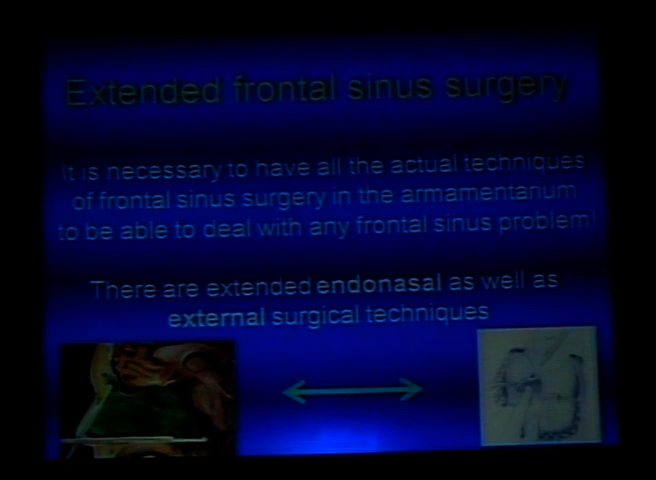 Extended frontal sinus surgery
It is necessary to have all the actual techniques
of frontal sinus surgery in the armamentarium
to be able to deal with any frontal sinus problem!
There are extended endonasal as well as
external surgical techniques